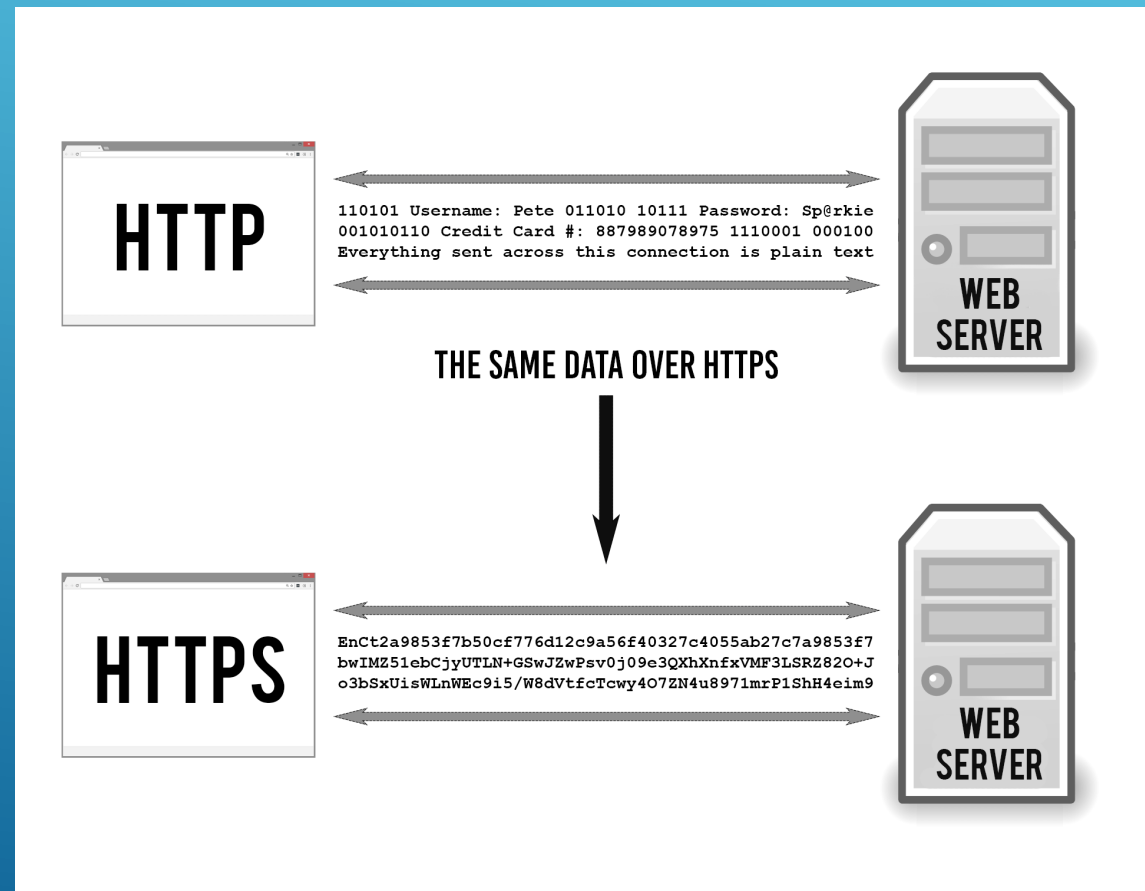 HTTP
110101 Username: Pete 011010 10111 Password: Sp@rkie
001010110 Credit Card #: 887989078975 1110001 000100
Everything sent across this connection is plain text
WEB
SERVER
THE SAME DATA OVER HTTPS
HTTPS
EnCt2a9853f7b50cf776d12c9a56f40327c4055ab27c7a9853f7
bwIMZ51ebCjyUTLN+GSwJZwPsv0j09e3QXhXnfxVMF3LSRZ82O+J
o3bSxUisWLnWEc9i5/W8dVtfcTcwy4O7ZN4u8971mrP1ShH4eim9
WEB
SERVER